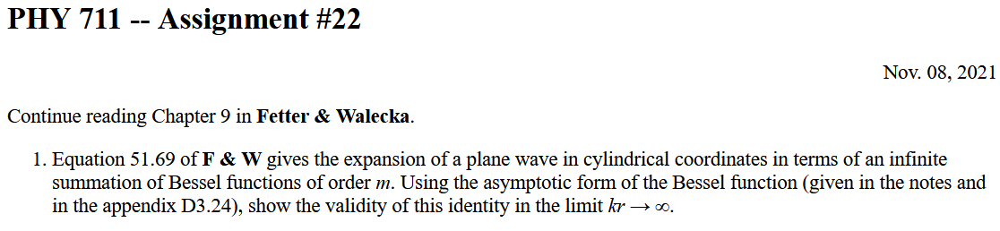 PHY 711 -- Assignment #22
Nov. 08, 2021
Continue reading Chapter 9 in Fetter & Walecka.
1. Equation 51.69 of F & W gives the expansion of a plane wave in cylindrical coordinates in terms of an infinite
summation of Bessel functions of order m. Using the asymptotic form of the Bessel function (given in the notes and
in the appendix D3.24), show the validity of this identity in the limit kr → ∞.